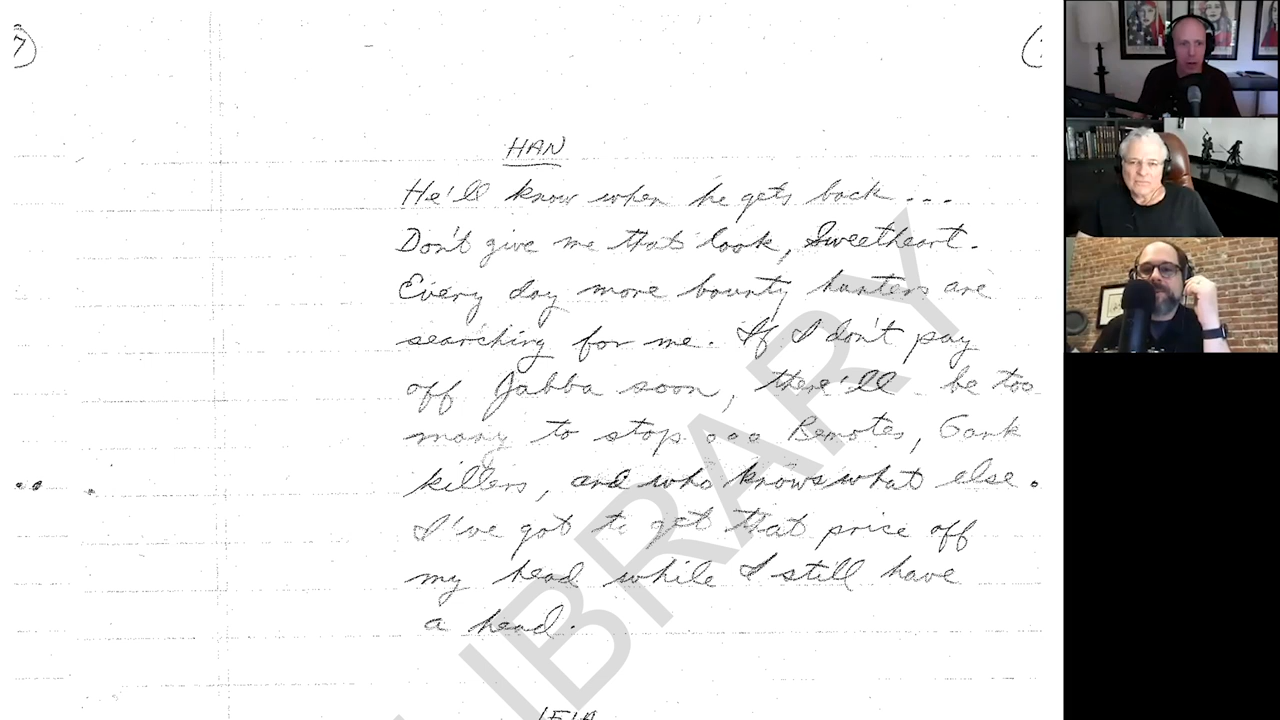 7
HAN
He'll know when he gets back ...
Don't give me that look, Sweetheart.
Every day more bounty hunters are
searching for me. If I don't pay
off Jabba soon, there'll be too
many to stop ... Remotes, Gank
killers, and who knows what else.
I've got to get that price off
my head while I still have
a head.
LEIA
LIBRARY